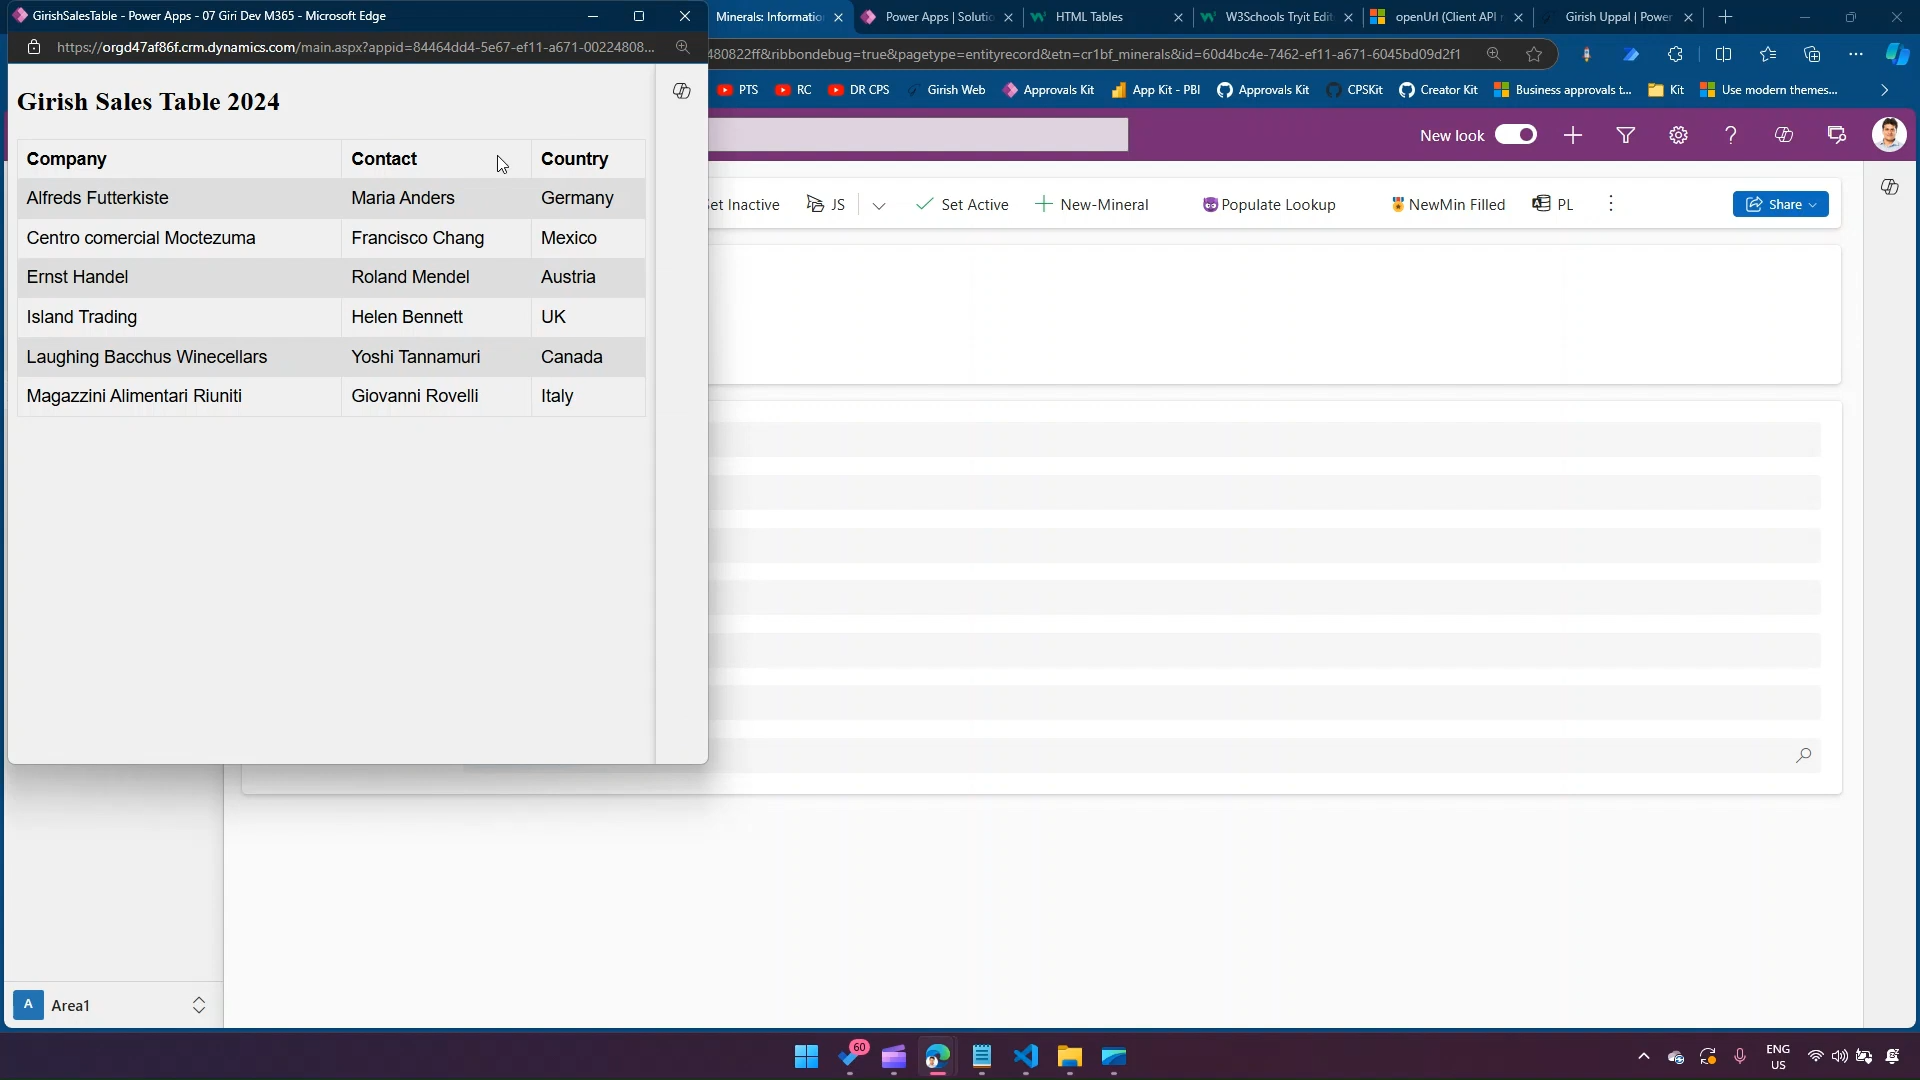 GirishSalesTable - Power Apps - 07 Giri Dev M365 - Microsoft Edge
Minerals: Informatio
Power Apps | Soluti
HTML Tables
W3Schools Tryit Edit
openUrl (Client API r
Girish Uppal | Power
https://orgd47af86f.crm.dynamics.com/main.aspx?appid=84464dd4-5e67-ef11-a671-00224808...
480822ff&ribbondebug=true&pagetype=entityrecord&etn=cr1bf_minerals&id=60d4bc4e-7462-ef11-a671-6045bd09d2f1
PTS
RC
DR CPS
Girish Web
Approvals Kit
App Kit - PBI
Approvals Kit
CPSKit
Creator Kit
Business approvals t...
Kit
Use modern themes...
Girish Sales Table 2024
New look
Company Contact Country
Alfreds Futterkiste Maria Anders Germany
Centro comercial Moctezuma Francisco Chang Mexico
Ernst Handel Roland Mendel Austria
Island Trading Helen Bennett UK
Laughing Bacchus Winecellars Yoshi Tannamuri Canada
Magazzini Alimentari Riuniti Giovanni Rovelli Italy
et Inactive
JS
Set Active
New-Mineral
Populate Lookup
NewMin Filled
PL
Share
A Area1
60
ENG
US